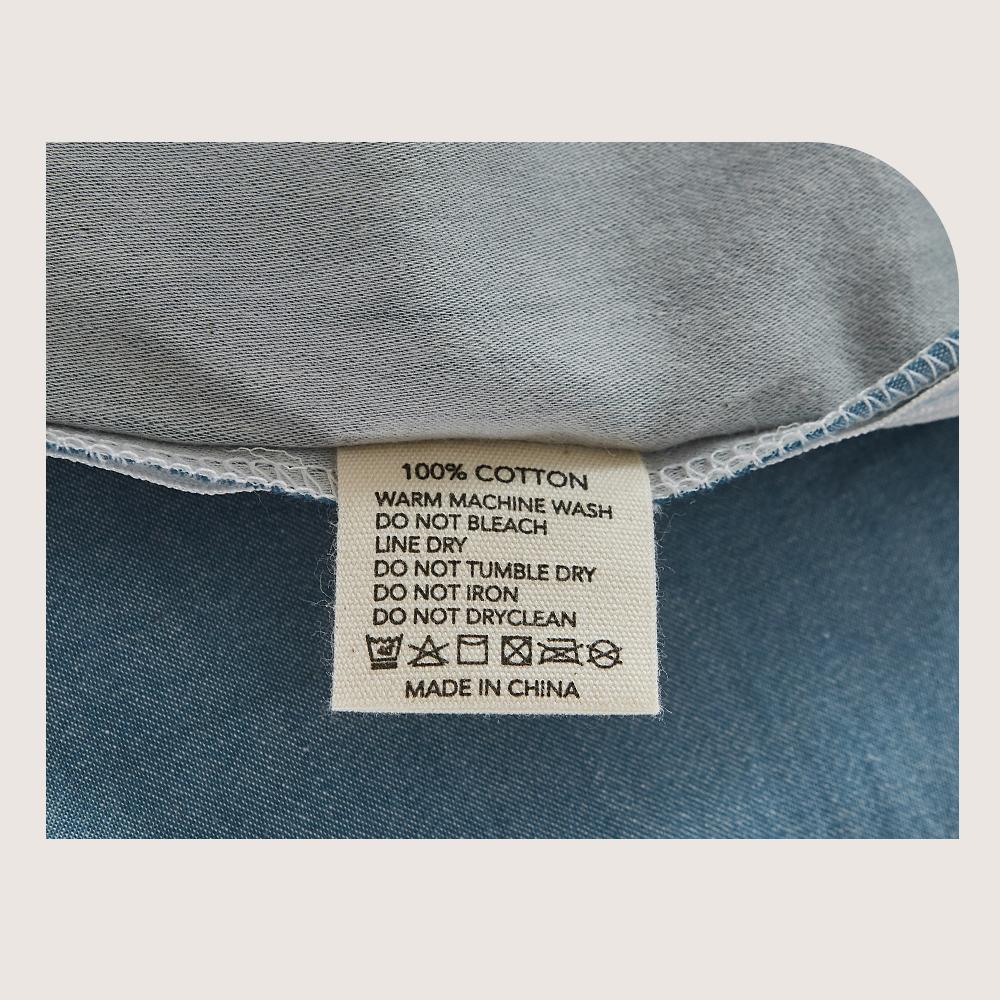 100% COTTON
WARM MACHINE WASH
DO NOT BLEACH
LINE DRY
DO NOT TUMBLE DRY
DO NOT IRON
DO NOT DRYCLEAN
MADE IN CHINA